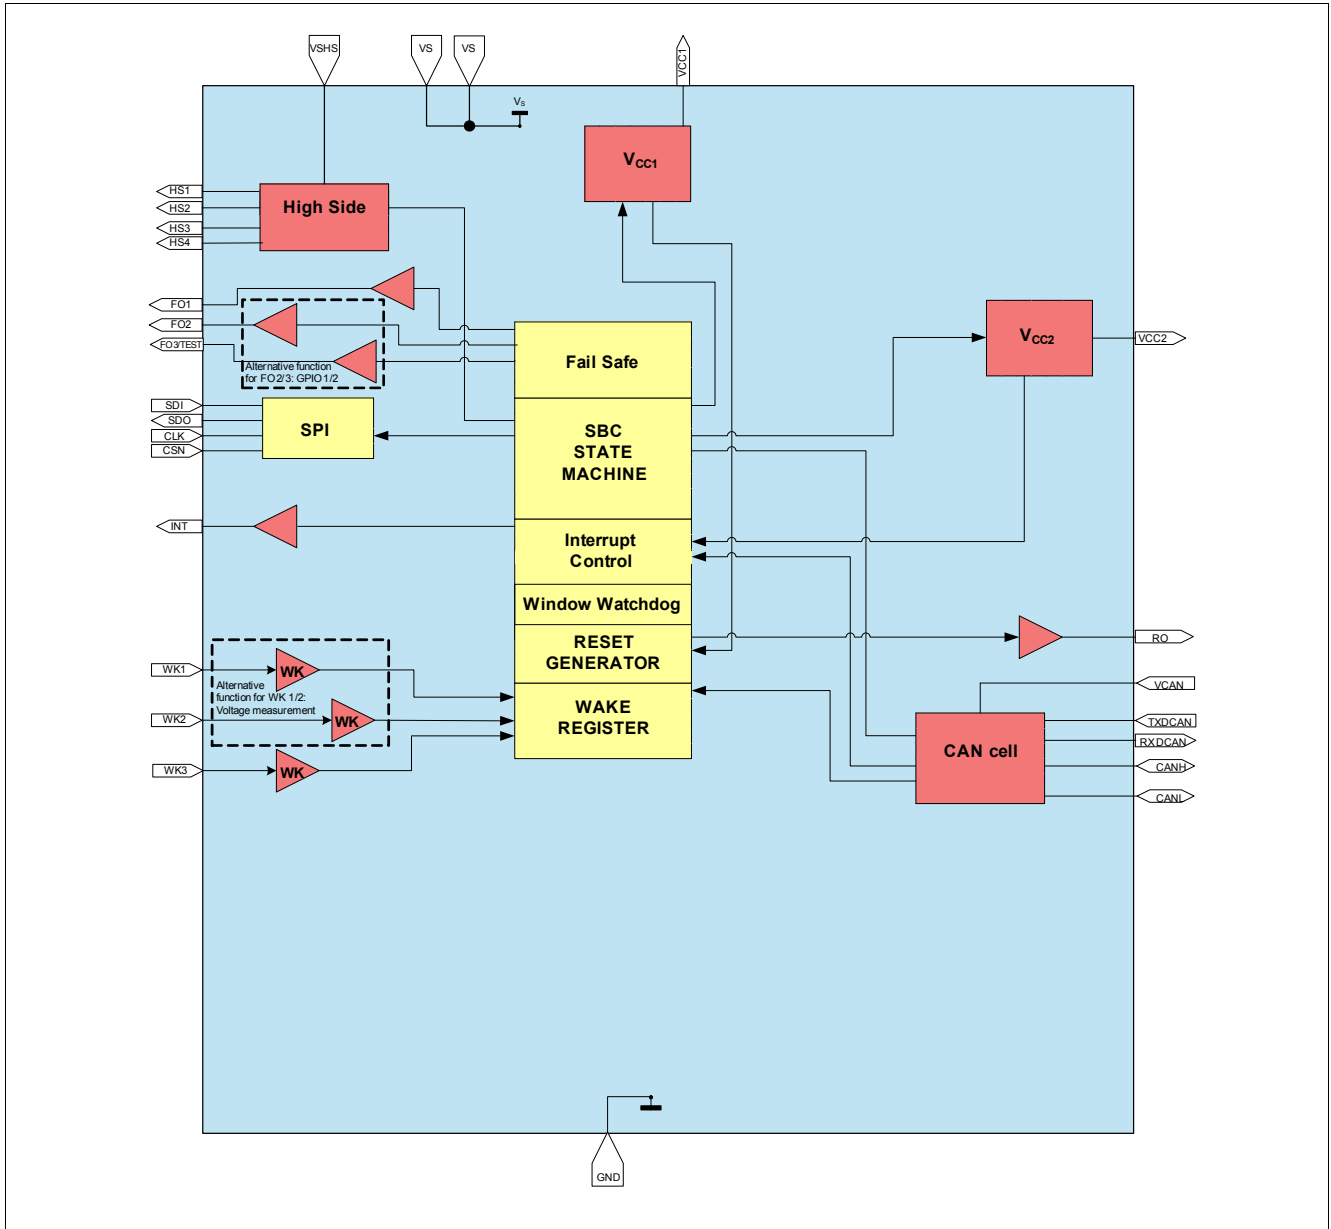 VSHS
VS
VS
VCC1
Vs
VCC1
HS1
HS2
HS3
HS4
High Side
FO1
FO2
FO3/TEST
Alternative function
for FO2/3: GPIO1/2
Fail Safe
VCC2
VCC2
SDI
SDO
CLK
CSN
SPI
SBC
STATE
MACHINE
INT
Interrupt
Control
Window Watchdog
RESET
GENERATOR
RO
WK1
WK
Alternative
function for WK 1/2:
Voltage measurement
WK2
WK
WK3
WK
WAKE
REGISTER
CAN cell
VCAN
TXDCAN
RXDCAN
CANH
CANL
GND